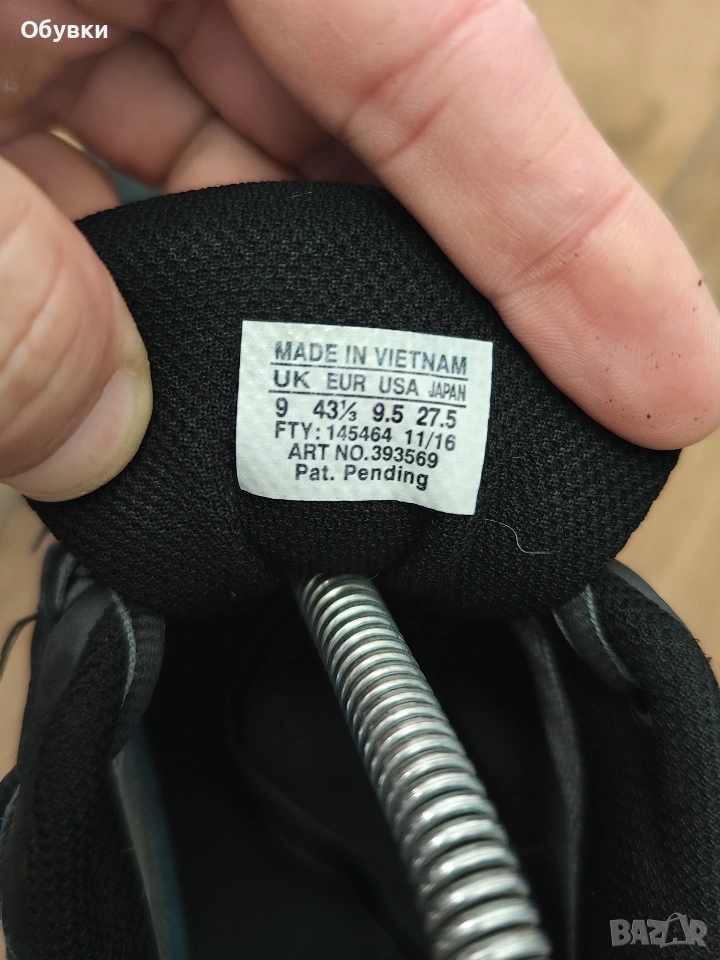 Обувки
MADE IN VIETNAM
UK EUR USA JAPAN
9 43⅓ 9.5 27.5
FTY: 145464 11/16
ART NO. 393569
Pat. Pending
BAZAR